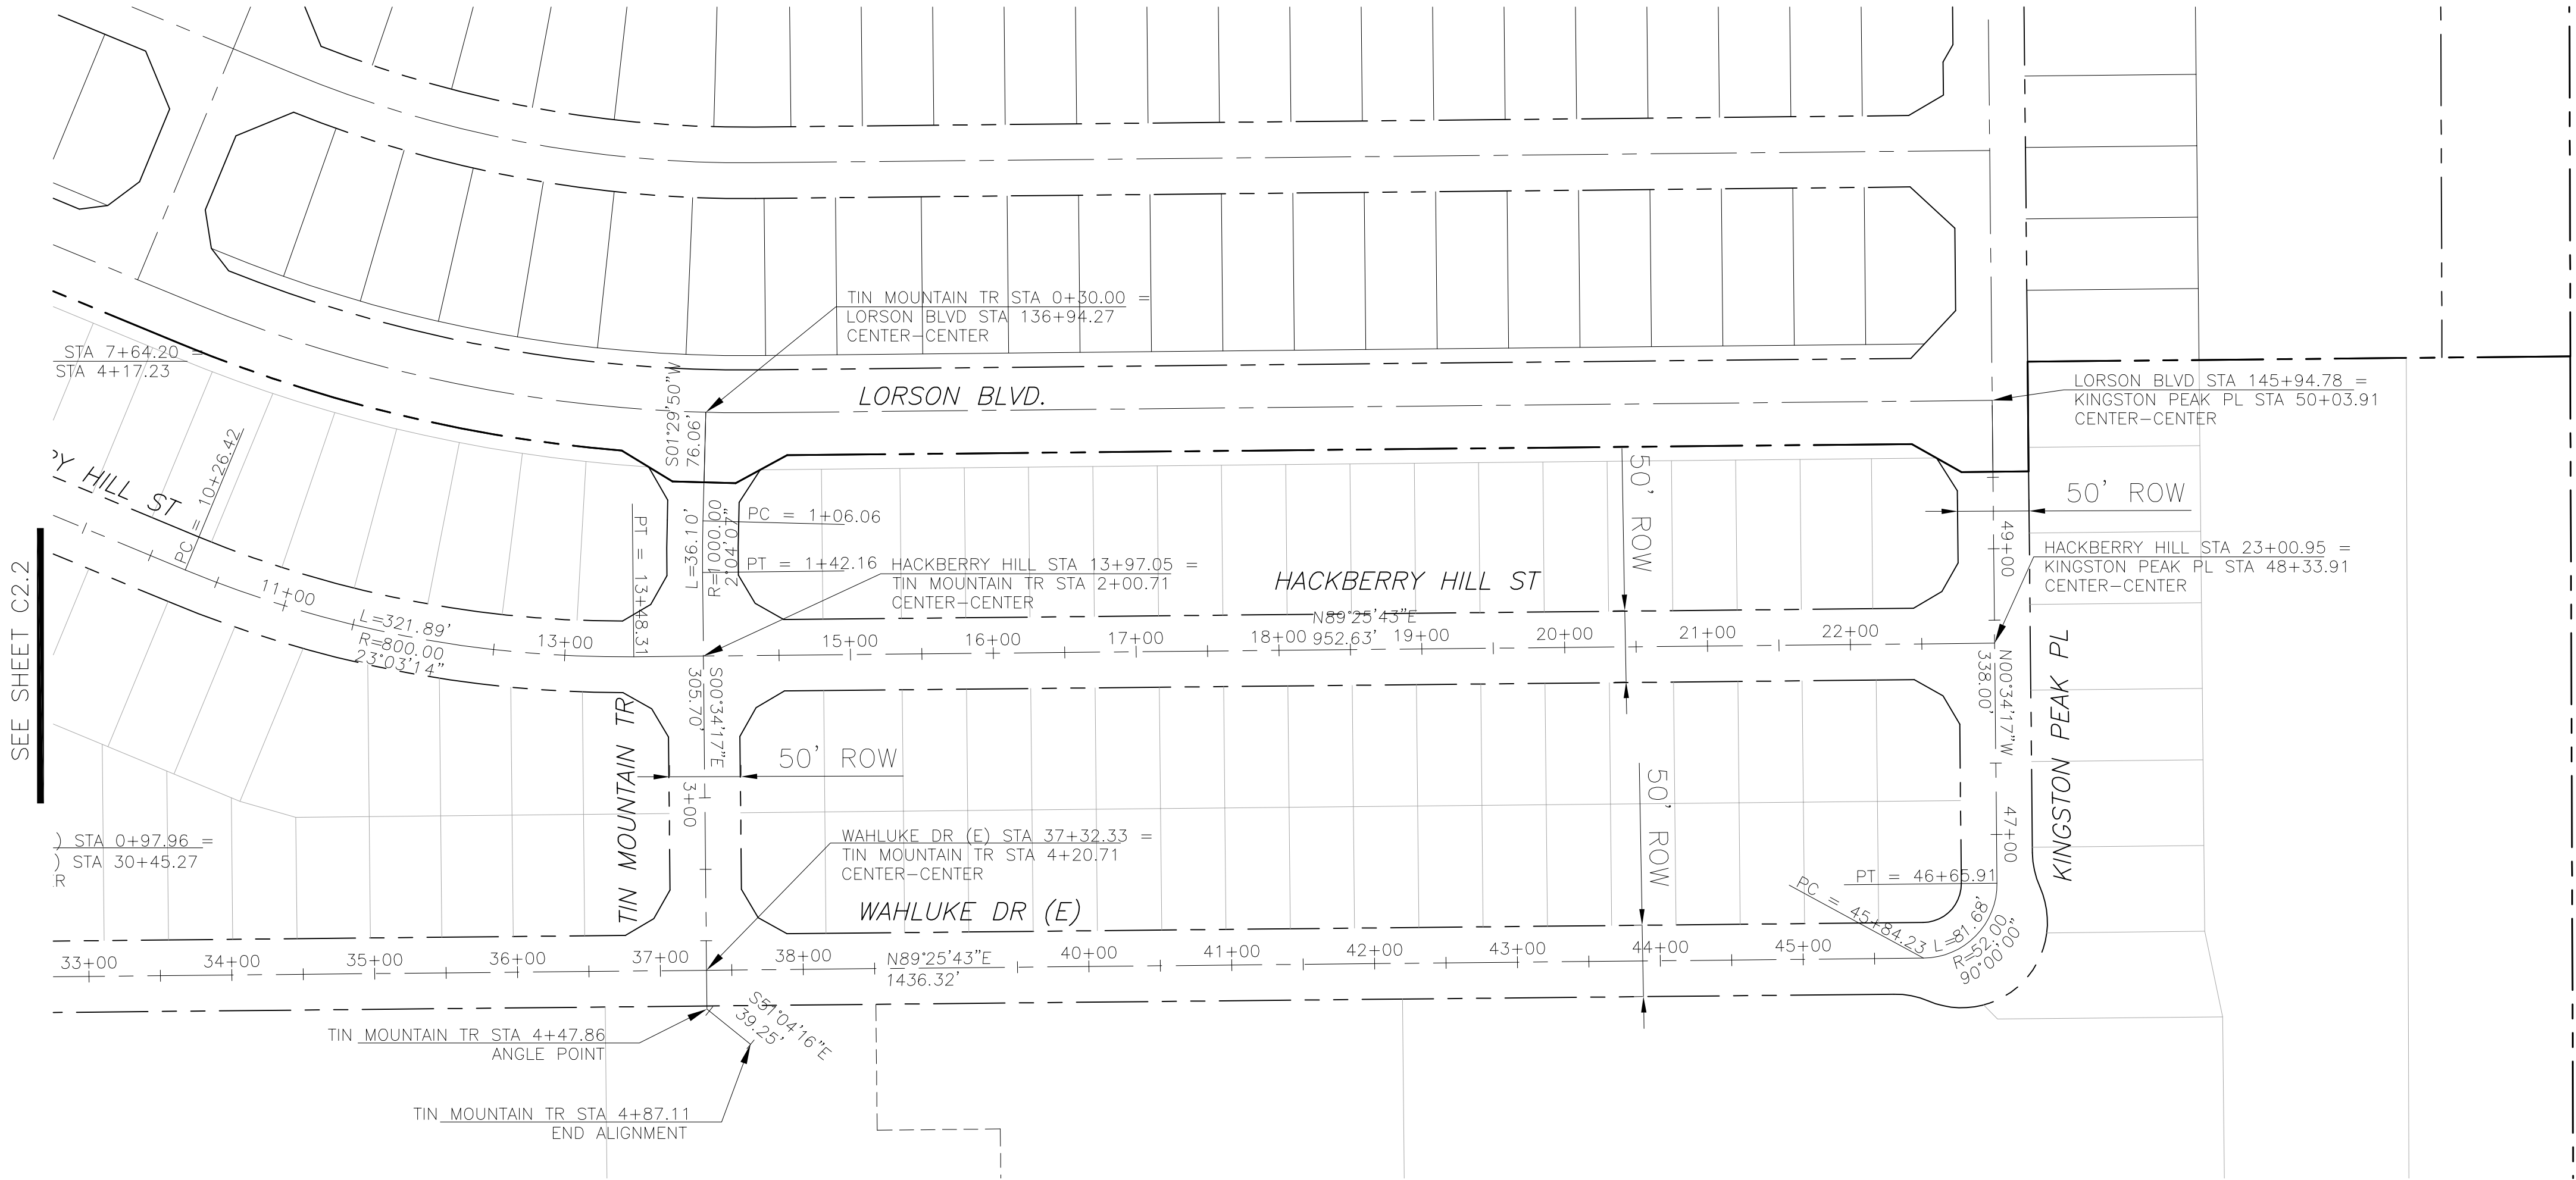 TIN MOUNTAIN TR STA 0+30.00 =
LORSON BLVD STA 136+94.27
CENTER-CENTER
STA 7+64.20 =
STA 4+17.23
LORSON BLVD.
S01°29'50"W
76.06'
LORSON BLVD STA 145+94.78 =
KINGSTON PEAK PL STA 50+03.91
CENTER-CENTER
HILL ST
PC = 10+26.42
50' ROW
50' ROW
SEE SHEET C2.2
PT = 13+48.31
L=36.10'
R=1000.00
2°04'07"
PC = 1+06.06
PT = 1+42.16
HACKBERRY HILL STA 13+97.05 =
TIN MOUNTAIN TR STA 2+00.71
CENTER-CENTER
HACKBERRY HILL ST
N89°25'43"E
952.63'
49+00
HACKBERRY HILL STA 23+00.95 =
KINGSTON PEAK PL STA 48+33.91
CENTER-CENTER
11+00
L=321.89'
R=800.00
23°03'14"
13+00
15+00
16+00
17+00
18+00
19+00
20+00
21+00
22+00
S00°34'17"E
305.70'
N00°34'17"W
338.00'
KINGSTON PEAK PL
TIN MOUNTAIN TR
50' ROW
3+00
50' ROW
47+00
) STA 0+97.96 =
) STA 30+45.27
R
WAHLUKE DR (E) STA 37+32.33 =
TIN MOUNTAIN TR STA 4+20.71
CENTER-CENTER
WAHLUKE DR (E)
PT = 46+65.91
PC = 45+84.23
L=81.68'
R=52.00'
90°00'00"
33+00
34+00
35+00
36+00
37+00
38+00
N89°25'43"E
1436.32'
40+00
41+00
42+00
43+00
44+00
45+00
S51°04'16"E
39.25'
TIN MOUNTAIN TR STA 4+47.86
ANGLE POINT
TIN MOUNTAIN TR STA 4+87.11
END ALIGNMENT